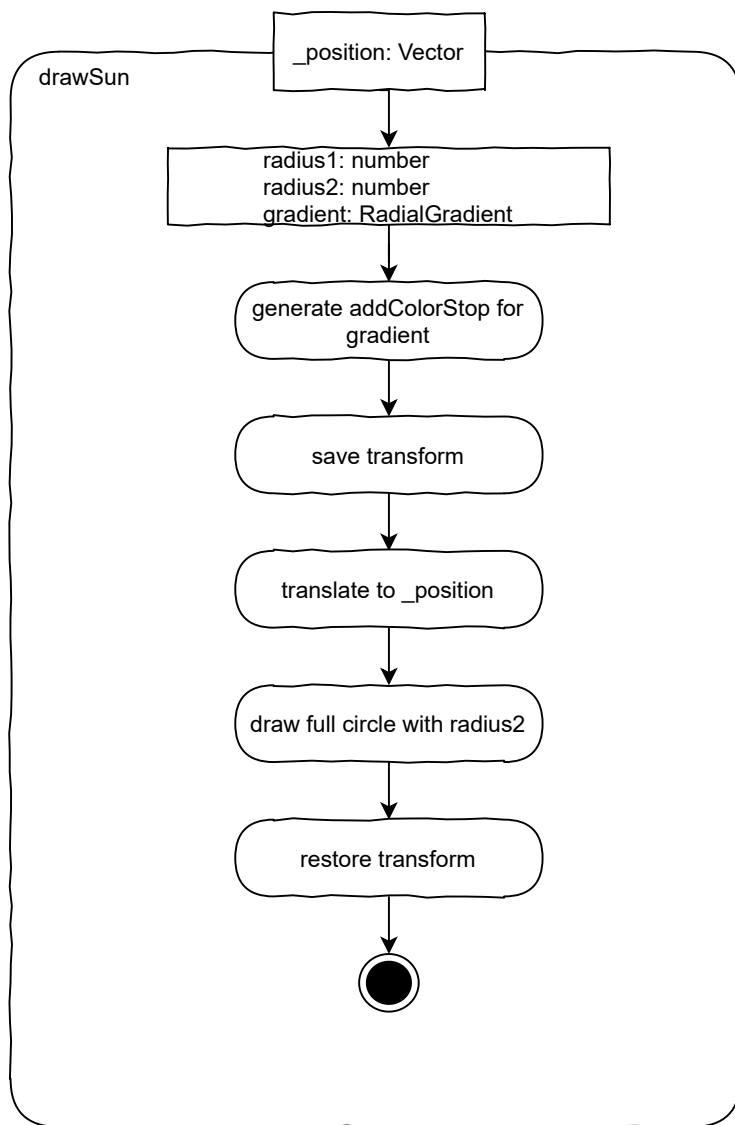 _position: Vector
drawSun
radius1: number
radius2: number
gradient: RadialGradient
generate addColorStop for
gradient
save transform
translate to _position
draw full circle with radius2
restore transform